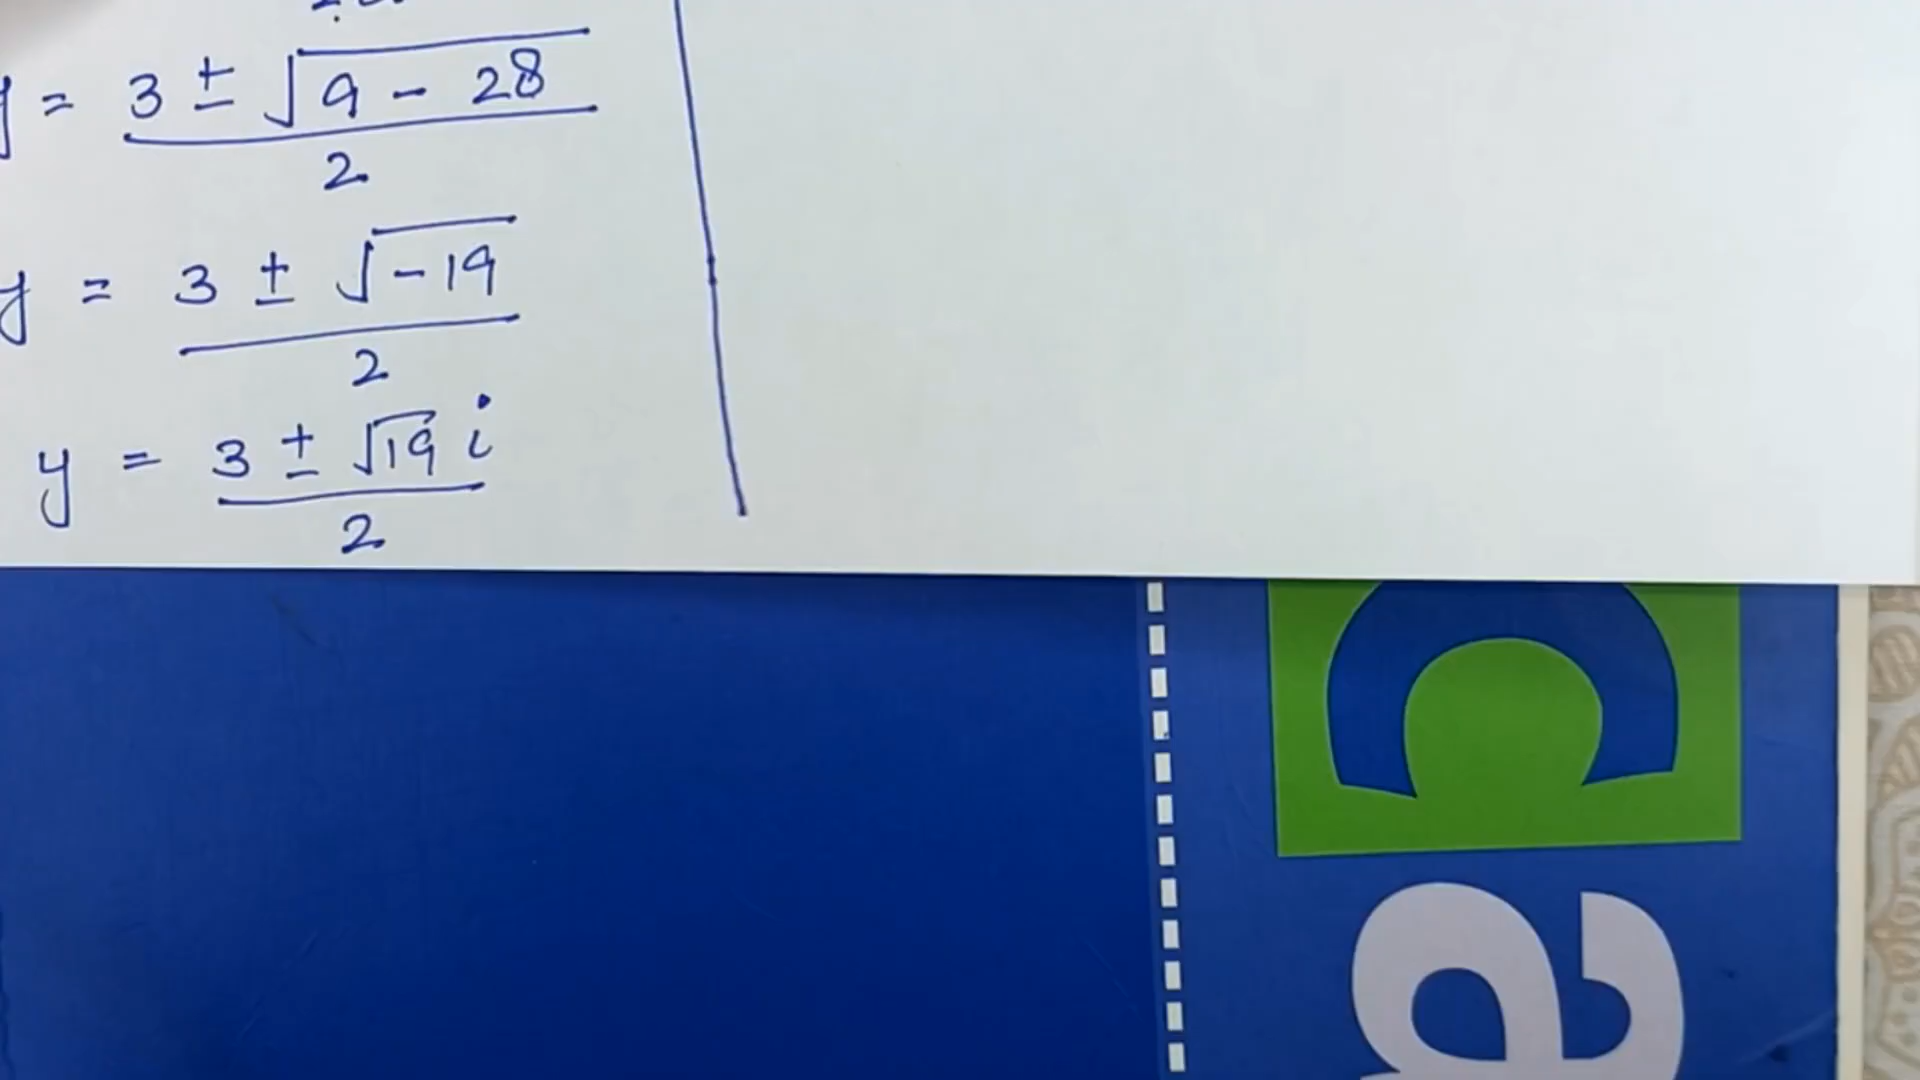 y = 3 ± √(9 - 28) / 2
y = 3 ± √(-19) / 2
y = 3 ± √19 i / 2
c
a